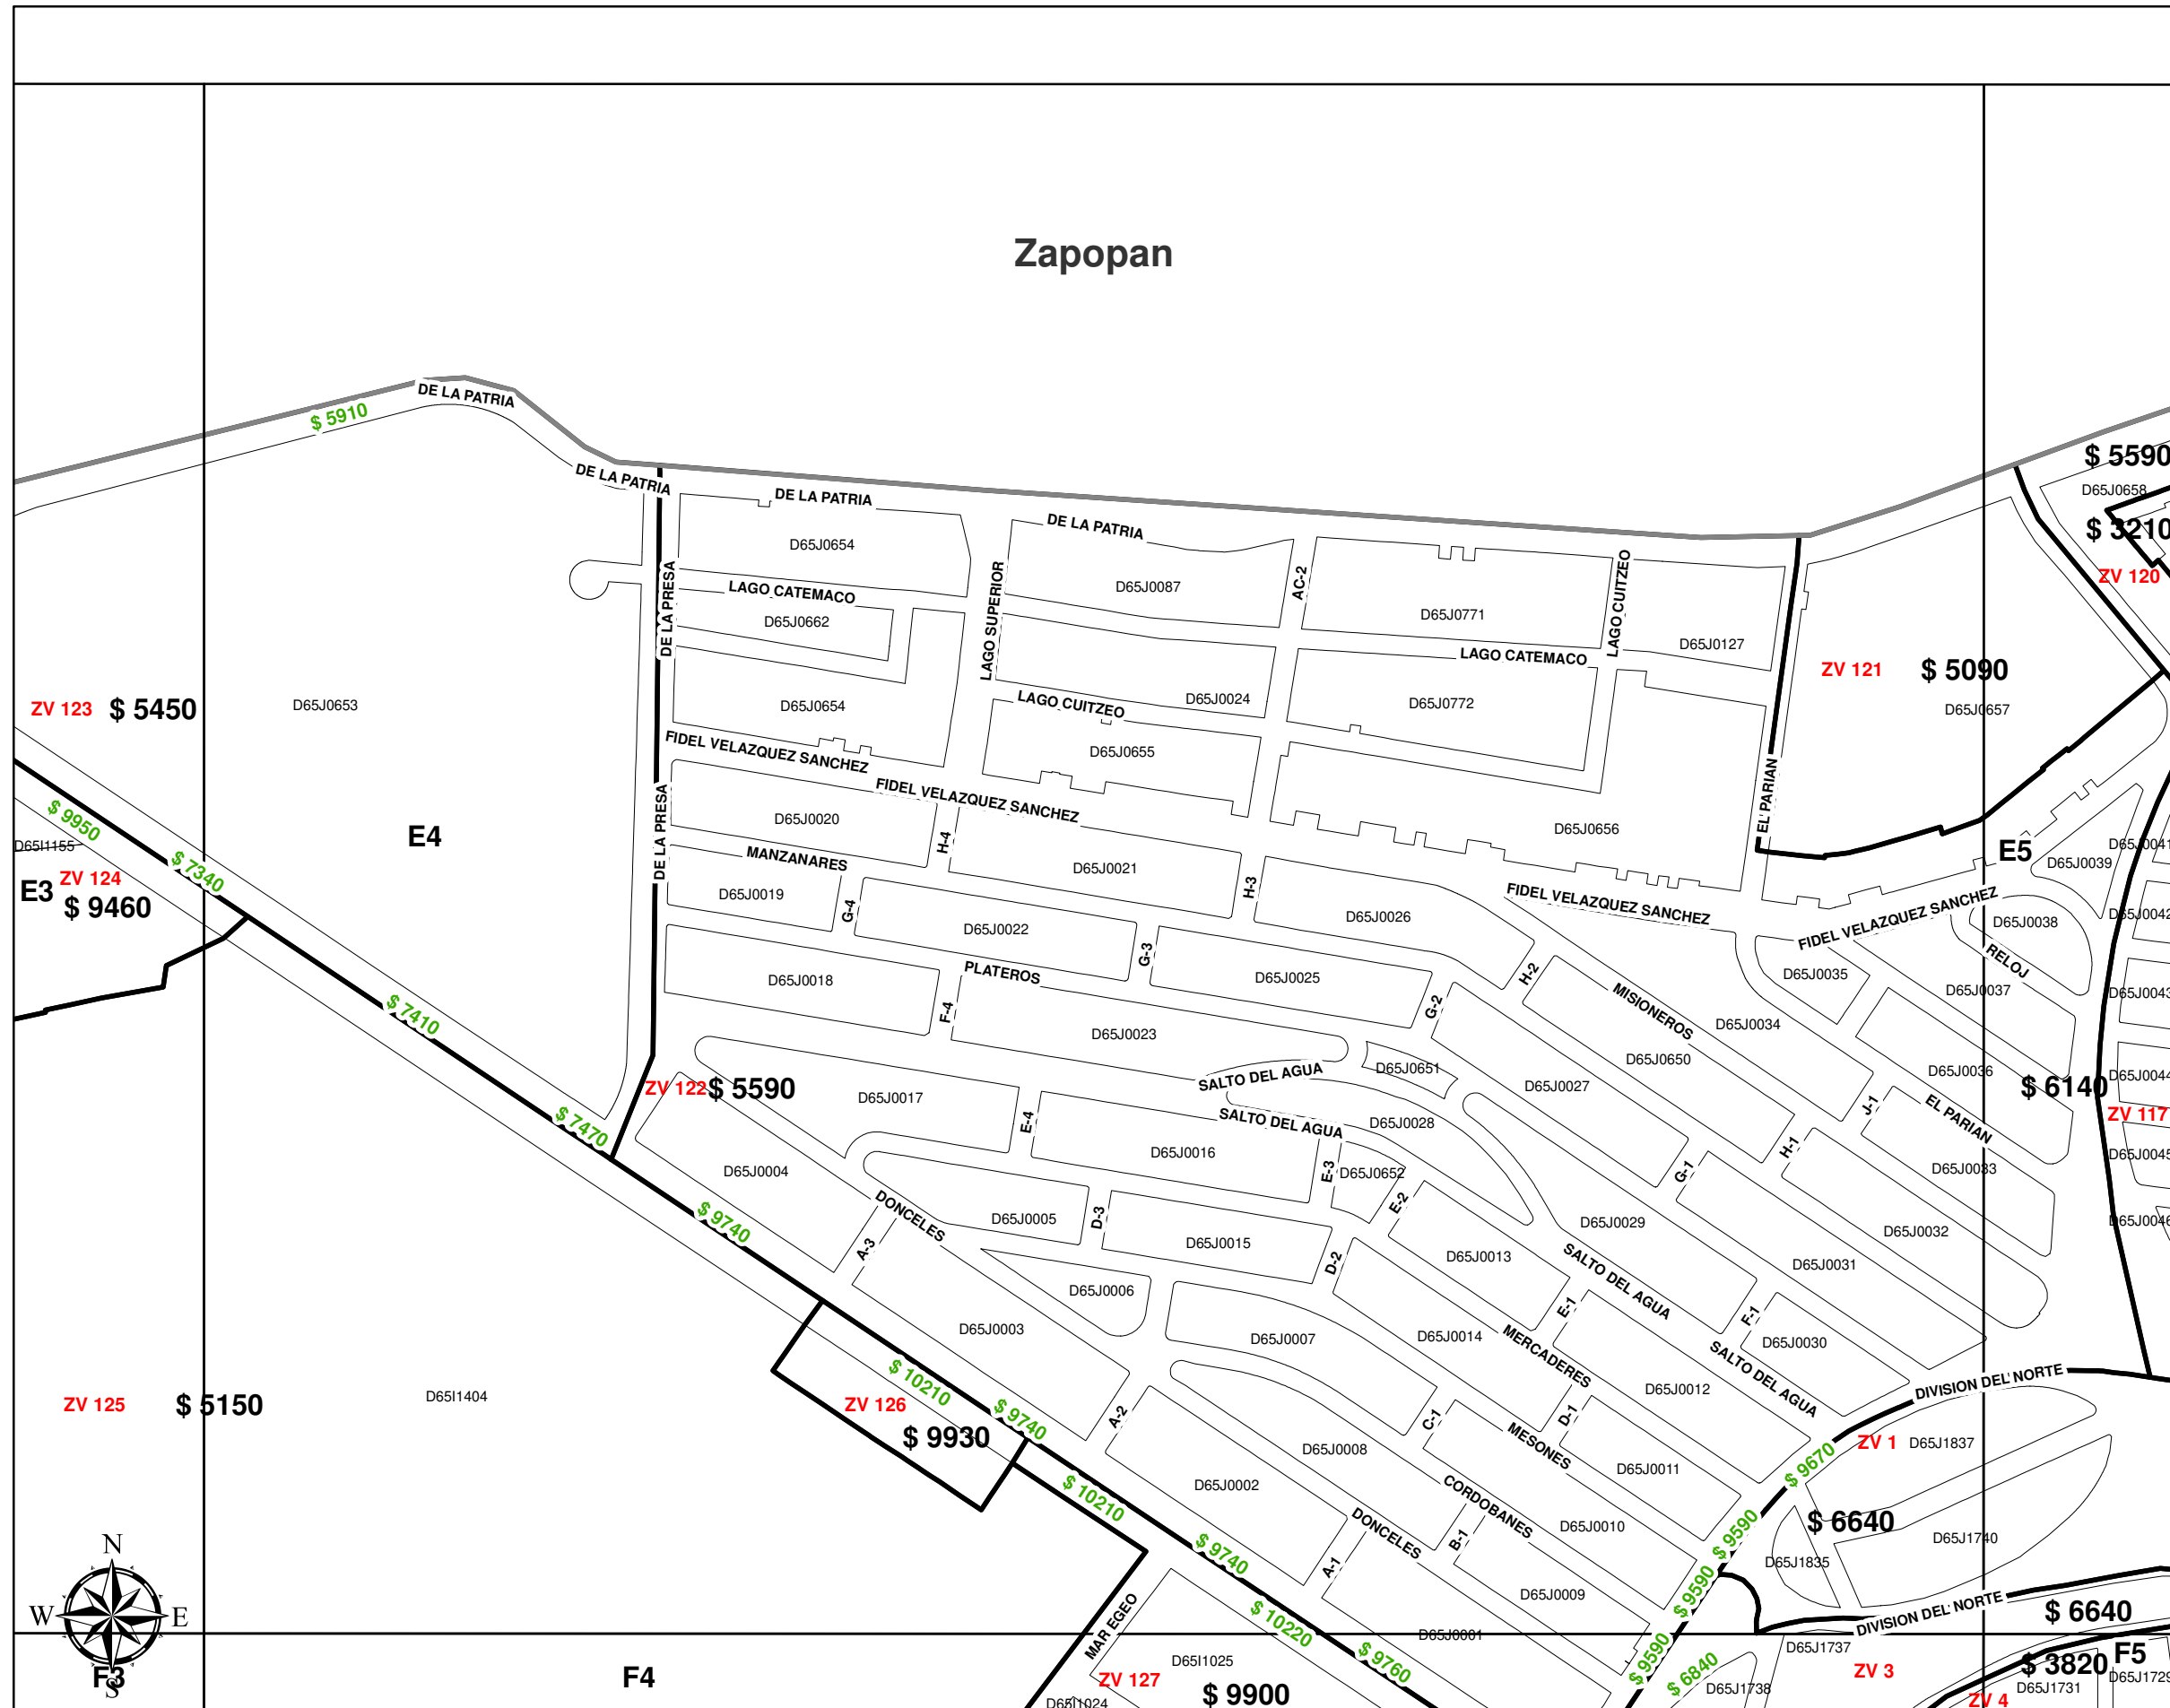 Zapopan
DE LA PATRIA
$ 5910
DE LA PATRIA
DE LA PATRIA
DE LA PATRIA
$ 5590
D65J0658
$ 3210
ZV 120
D65J0654
DE LA PRESA
LAGO CATEMACO
D65J0662
LAGO SUPERIOR
D65J0087
AC-2
D65J0771
LAGO CUITZEO
D65J0127
LAGO CATEMACO
ZV 121
$ 5090
D65J0657
ZV 123
$ 5450
D65J0653
D65J0654
LAGO CUITZEO
D65J0024
D65J0772
D65J0655
FIDEL VELAZQUEZ SANCHEZ
FIDEL VELAZQUEZ SANCHEZ
EL PARIAN
DE LA PRESA
$ 9950
D65I1155
E3
ZV 124
$ 9460
$ 7340
E4
D65J0020
H-4
MANZANARES
D65J0021
D65J0656
E5
D65J0041
D65J0039
D65J0019
G-4
D65J0022
H-3
D65J0026
FIDEL VELAZQUEZ SANCHEZ
FIDEL VELAZQUEZ SANCHEZ
D65J0038
D65J0042
RELOJ
G-3
PLATEROS
D65J0018
D65J0025
H-2
D65J0035
D65J0037
D65J0043
$ 7410
F-4
D65J0023
G-2
MISIONEROS
D65J0034
D65J0650
SALTO DEL AGUA
D65J0651
D65J0027
D65J0036
$ 6140
D65J0044
ZV 122
$ 5590
D65J0017
E-4
SALTO DEL AGUA
D65J0028
J-1
EL PARIAN
ZV 117
$ 7470
D65J0016
E-3
D65J0652
G-1
H-1
D65J0033
D65J0045
D65J0004
DONCELES
D65J0005
D-3
D65J0015
E-2
D65J0029
D65J0032
D65J0046
$ 9740
A-3
D-2
D65J0013
SALTO DEL AGUA
D65J0031
D65J0006
D65J0003
D65J0007
D65J0014
E-1
MERCADERES
F-1
D65J0030
SALTO DEL AGUA
D65J0012
DIVISION DEL NORTE
ZV 125
$ 5150
D65I1404
$ 10210
ZV 126
$ 9930
$ 9740
A-2
C-1
D-1
MESONES
D65J0008
D65J0011
$ 9670
ZV 1
D65J1837
D65J0002
$ 10210
CORDOBANES
DONCELES
B-1
D65J0010
$ 9590
$ 6640
D65J1740
D65J1835
$ 9740
A-1
D65J0009
$ 9590
DIVISION DEL NORTE
$ 6640
N
W
E
S
MAR EGEO
$ 10220
D65J0001
$ 9590
D65J1737
F3
F4
D65I1025
ZV 127
$ 9900
D65I1024
$ 9760
$ 6840
D65J1738
ZV 3
$ 3820
F5
D65J1731
D65J1729
ZV 4